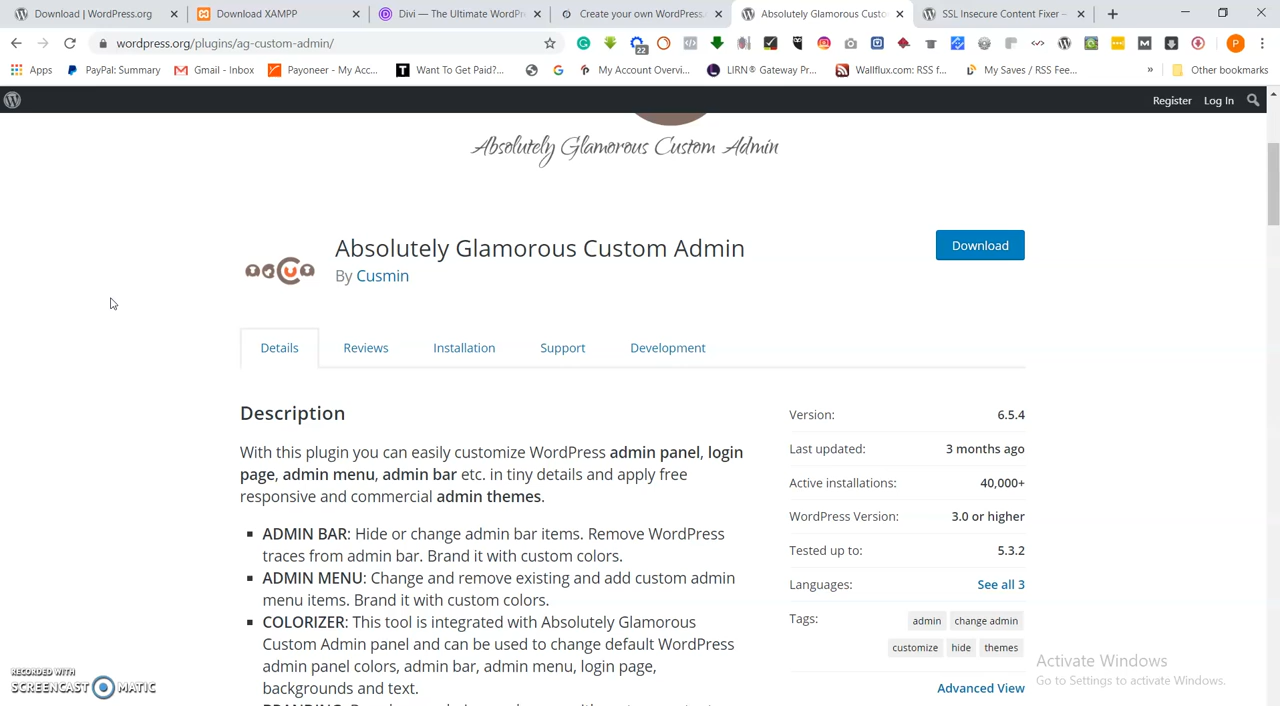 Download | WordPress.org
Download XAMPP
Divi — The Ultimate WordPr
Create your own WordPress.
Absolutely Glamorous Custo
SSL Insecure Content Fixer –
wordpress.org/plugins/ag-custom-admin/
22
Apps
PayPal: Summary
Gmail - Inbox
Payoneer - My Acc...
Want To Get Paid?...
My Account Overvi...
LIRN® Gateway Pr...
Wallflux.com: RSS f...
My Saves / RSS Fee...
»
Other bookmarks
Register
Log In
Absolutely Glamorous Custom Admin
Absolutely Glamorous Custom Admin
By Cusmin
Download
Details
Reviews
Installation
Support
Development
Description
With this plugin you can easily customize WordPress admin panel, login
page, admin menu, admin bar etc. in tiny details and apply free
responsive and commercial admin themes.
ADMIN BAR: Hide or change admin bar items. Remove WordPress
traces from admin bar. Brand it with custom colors.
ADMIN MENU: Change and remove existing and add custom admin
menu items. Brand it with custom colors.
COLORIZER: This tool is integrated with Absolutely Glamorous
Custom Admin panel and can be used to change default WordPress
admin panel colors, admin bar, admin menu, login page,
backgrounds and text.
Version: 6.5.4
Last updated: 3 months ago
Active installations: 40,000+
WordPress Version: 3.0 or higher
Tested up to: 5.3.2
Languages: See all 3
Tags: admin change admin
customize hide themes
Advanced View
Activate Windows
Go to Settings to activate Windows.
RECORDED WITH
SCREENCAST MATIC